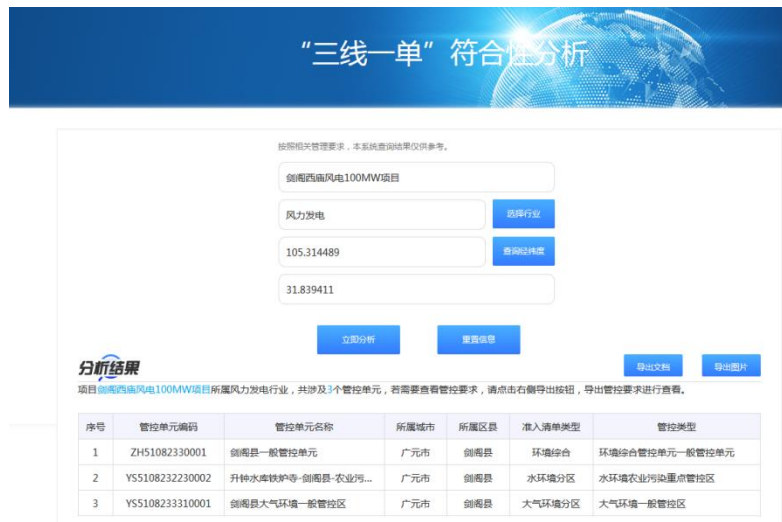 “三线一单”符合性分析
按照相关管理要求，本系统查询结果仅供参考。
剑阁西庙风电100MW项目
风力发电 选择行业
105.314489 查询经纬度
31.839411
立即分析 重置信息
分析结果 导出文档 导出图片
项目剑阁西庙风电100MW项目所属风力发电行业，共涉及3个管控单元，若需要查看管控要求，请点击右侧导出按钮，导出管控要求进行查看。
序号 管控单元编码 管控单元名称 所属城市 所属区县 准入清单类型 管控类型
1 ZH51082330001 剑阁县一般管控单元 广元市 剑阁县 环境综合 环境综合管控单元一般管控单元
2 YS5108232230002 升钟水库铁炉寺-剑阁县-农业污... 广元市 剑阁县 水环境分区 水环境农业污染重点管控区
3 YS5108233310001 剑阁县大气环境一般管控区 广元市 剑阁县 大气环境分区 大气环境一般管控区